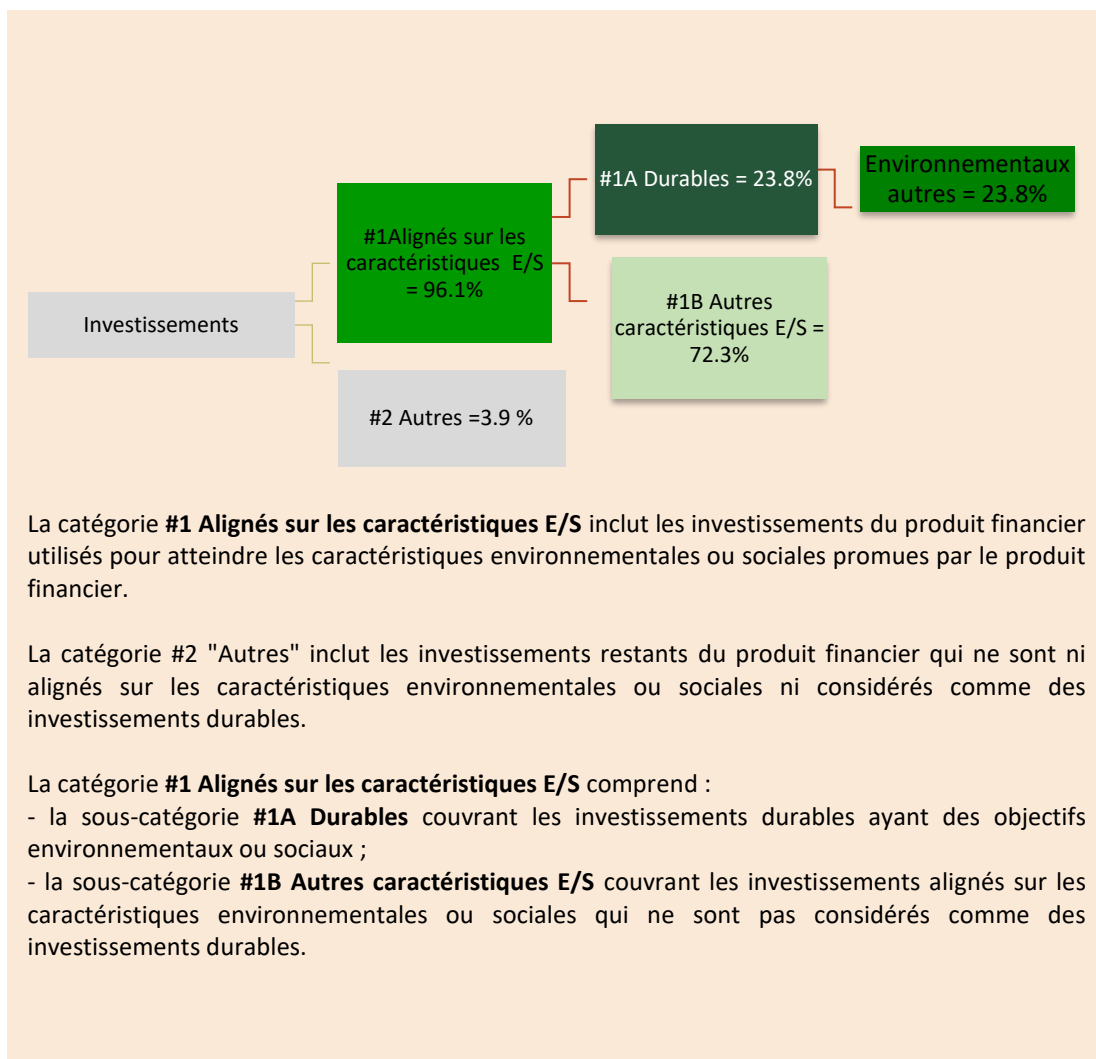 Investissements
#1Alignés sur les
caractéristiques E/S
= 96.1%
#2 Autres =3.9 %
#1A Durables = 23.8%
#1B Autres
caractéristiques E/S =
72.3%
Environnementaux
autres = 23.8%
La catégorie #1 Alignés sur les caractéristiques E/S inclut les investissements du produit financier
utilisés pour atteindre les caractéristiques environnementales ou sociales promues par le produit
financier.
La catégorie #2 "Autres" inclut les investissements restants du produit financier qui ne sont ni
alignés sur les caractéristiques environnementales ou sociales ni considérés comme des
investissements durables.
La catégorie #1 Alignés sur les caractéristiques E/S comprend :
- la sous-catégorie #1A Durables couvrant les investissements durables ayant des objectifs
environnementaux ou sociaux ;
- la sous-catégorie #1B Autres caractéristiques E/S couvrant les investissements alignés sur les
caractéristiques environnementales ou sociales qui ne sont pas considérés comme des
investissements durables.